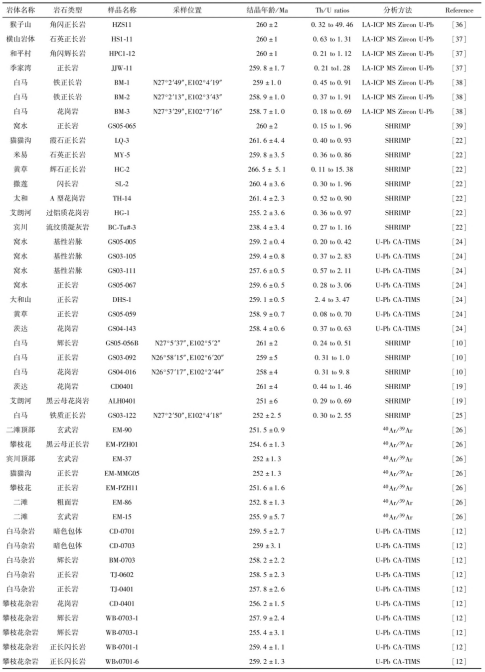 岩体名称 岩石类型 样品名称 采样位置 结晶年龄/Ma Th/U ratios 分析方法 Reference
猴子山 角闪正长岩 HZS11 260 ±2 0.32 to 49.46 LA-ICP MS Zircon U-Pb [36]
横山岩体 石英正长岩 HS1-11 260 ±1 0.63 to 1.31 LA-ICP MS Zircon U-Pb [37]
和平村 角闪辉长岩 HPC1-12 260 ±1 0.21 to 1.12 LA-ICP MS Zircon U-Pb [37]
季家湾 正长岩 JJW-11 259.8 ±1.7 0.21 to1.28 LA-ICP MS Zircon U-Pb [37]
白马 铁正长岩 BM-1 N27°2′49″,E102°4′19″ 259 ±1.0 0.45 to 0.91 LA-ICP MS Zircon U-Pb [38]
白马 铁正长岩 BM-2 N27°2′13″,E102°3′43″ 258.9 ±1.0 0.37 to 1.91 LA-ICP MS Zircon U-Pb [38]
白马 花岗岩 BM-3 N27°3′29″,E102°7′16″ 258.7 ±1.0 0.18 to 0.69 LA-ICP MS Zircon U-Pb [38]
窝水 正长岩 GS05-065 260 ±2 0.15 to 1.96 SHRIMP [39]
猫猫沟 霞石正长岩 LQ-3 261.6 ±4.4 0.40 to 0.93 SHRIMP [22]
米易 石英正长岩 MY-5 259.8 ±3.5 0.36 to 0.86 SHRIMP [22]
黄草 辉石正长岩 HC-2 266.5 ± 5.1 0.11 to 15.38 SHRIMP [22]
撒莲 闪长岩 SL-2 260.4 ±3.6 0.30 to 1.96 SHRIMP [22]
太和 A型花岗岩 TH-14 261.4 ±2.3 0.52 to 0.90 SHRIMP [22]
艾朗河 过铝质花岗岩 HG-1 255.2 ±3.6 0.36 to 0.97 SHRIMP [22]
宾川 流纹质凝灰岩 BC-Tu#-3 238.4 ±3.4 0.27 to 1.16 SHRIMP [22]
窝水 基性岩脉 GS05-005 259.2 ±0.4 0.20 to 0.42 U-Pb CA-TIMS [24]
窝水 基性岩脉 GS03-105 259.4 ±0.8 0.37 to 2.83 U-Pb CA-TIMS [24]
窝水 基性岩脉 GS03-111 257.6 ±0.5 0.57 to 2.11 U-Pb CA-TIMS [24]
窝水 正长岩 GS05-067 259.6 ±0.5 0.28 to 3.06 U-Pb CA-TIMS [24]
大和山 正长岩 DHS-1 259.1 ±0.5 2.4 to 3.47 U-Pb CA-TIMS [24]
黄草 正长岩 GS05-059 258.9 ±0.7 0.08 to 0.70 U-Pb CA-TIMS [24]
茨达 花岗岩 GS04-143 258.4 ±0.6 0.37 to 0.63 U-Pb CA-TIMS [24]
白马 辉长岩 GS05-056B N27°5′37″,E102°5′2″ 261 ±2 0.24 to 0.51 SHRIMP [10]
白马 正长岩 GS03-092 N26°58′15″,E102°6′20″ 259 ±5 0.31 to 1.0 SHRIMP [10]
白马 花岗岩 GS04-016 N26°57′17″,E102°2′44″ 258 ±4 0.31 to 9.8 SHRIMP [10]
茨达 花岗岩 CD0401 261 ±4 0.44 to 1.46 SHRIMP [19]
艾朗河 黑云母花岗岩 ALH0401 251 ±6 0.29 to 0.69 SHRIMP [19]
白马 铁质正长岩 GS03-122 N27°2′50″,E102°4′18″ 252 ±2.5 0.30 to 2.55 SHRIMP [25]
二滩顶部 玄武岩 EM-90 251.5 ±0.9 ⁴⁰Ar/³⁹Ar [26]
攀枝花 黑云母正长岩 EM-PZH01 254.6 ±1.3 ⁴⁰Ar/³⁹Ar [26]
宾川顶部 玄武岩 EM-37 252 ±1.3 ⁴⁰Ar/³⁹Ar [26]
猫猫沟 正长岩 EM-MMG05 252 ±1.3 ⁴⁰Ar/³⁹Ar [26]
攀枝花 正长岩 EM-PZH11 251.6 ±1.6 ⁴⁰Ar/³⁹Ar [26]
二滩 粗面岩 EM-86 252.8 ±1.3 ⁴⁰Ar/³⁹Ar [26]
二滩 玄武岩 EM-15 255.9 ±5.7 ⁴⁰Ar/³⁹Ar [26]
白马杂岩 暗色包体 CD-0701 259.5 ±2.7 U-Pb CA-TIMS [12]
白马杂岩 暗色包体 CD-0703 259 ±3.1 U-Pb CA-TIMS [12]
白马杂岩 辉长岩 BM-0703 258.2 ±2.2 U-Pb CA-TIMS [12]
白马杂岩 正长岩 TJ-0602 258.5 ±2.3 U-Pb CA-TIMS [12]
白马杂岩 正长岩 TJ-0401 257.8 ±2.6 U-Pb CA-TIMS [12]
攀枝花杂岩 花岗岩 CD-0401 256.2 ±1.5 U-Pb CA-TIMS [12]
攀枝花杂岩 辉长岩 WB-0703-1 257.9 ±2.4 U-Pb CA-TIMS [12]
攀枝花杂岩 辉长岩 WB-0703-1 255.4 ±3.1 U-Pb CA-TIMS [12]
攀枝花杂岩 正长闪长岩 WB-0701-1 259.4 ±1.1 U-Pb CA-TIMS [12]
攀枝花杂岩 正长闪长岩 WBs0701-6 259.2 ±1.3 U-Pb CA-TIMS [12]